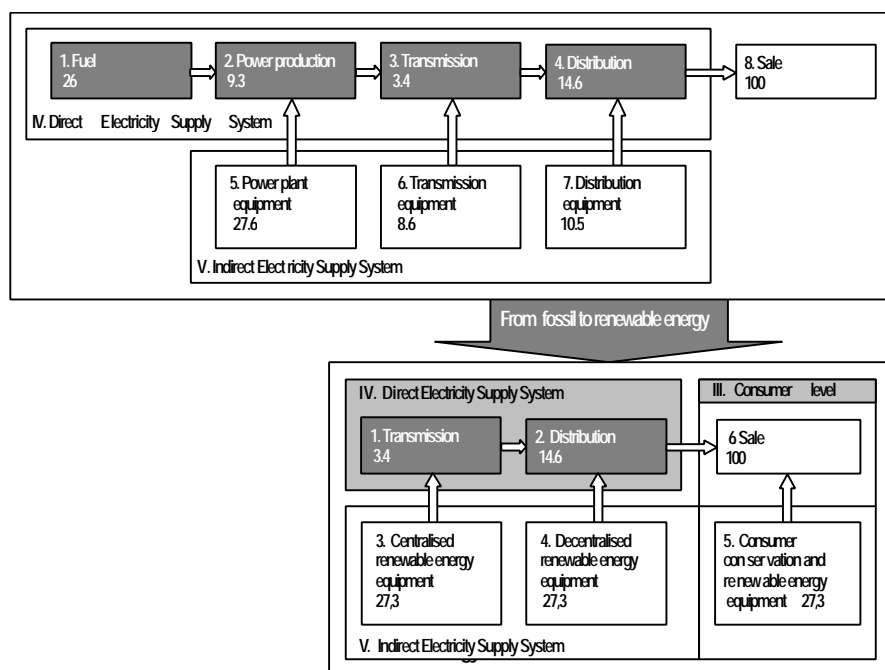 1. Fuel
26
2. Power production
9.3
3. Transmission
3.4
4. Distribution
14.6
8. Sale
100
IV. Direct Electricity Supply System
5. Power plant
equipment
27.6
6. Transmission
equipment
8.6
7. Distribution
equipment
10.5
V. Indirect Electricity Supply System
From fossil to renewable energy
IV. Direct Electricity Supply System
III. Consumer level
1. Transmission
3.4
2. Distribution
14.6
6 Sale
100
3. Centralised
renewable energy
equipment
27,3
4. Decentralised
renewable energy
equipment
27,3
5. Consumer
conservation and
renewable energy
equipment 27,3
V. Indirect Electricity Supply System